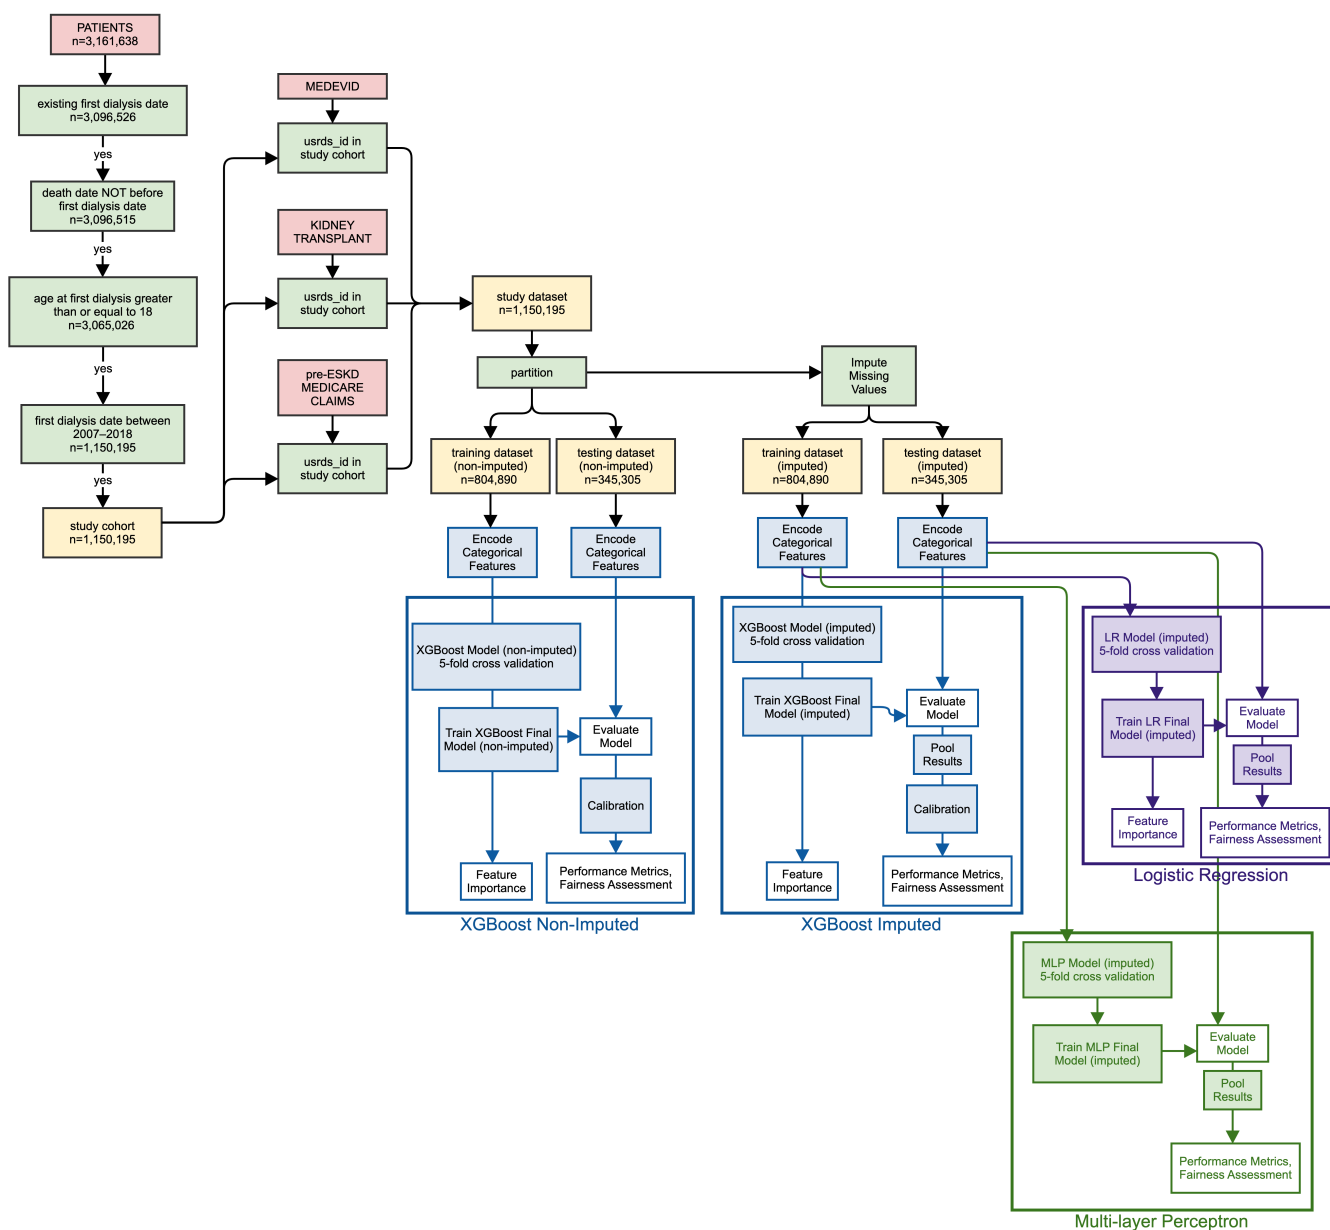 PATIENTS
n=3,161,638
existing first dialysis date
n=3,096,526
yes
death date NOT before
first dialysis date
n=3,096,515
yes
age at first dialysis greater
than or equal to 18
n=3,065,026
yes
first dialysis date between
2007–2018
n=1,150,195
yes
study cohort
n=1,150,195
MEDEVID
usrds_id in
study cohort
KIDNEY
TRANSPLANT
usrds_id in
study cohort
pre-ESKD
MEDICARE
CLAIMS
usrds_id in
study cohort
study dataset
n=1,150,195
partition
Impute
Missing
Values
training dataset
(non-imputed)
n=804,890
testing dataset
(non-imputed)
n=345,305
training dataset
(imputed)
n=804,890
testing dataset
(imputed)
n=345,305
Encode
Categorical
Features
Encode
Categorical
Features
Encode
Categorical
Features
Encode
Categorical
Features
XGBoost Model (non-imputed)
5-fold cross validation
Train XGBoost Final
Model (non-imputed)
Evaluate
Model
Calibration
Feature
Importance
Performance Metrics,
Fairness Assessment
XGBoost Non-Imputed
XGBoost Model (imputed)
5-fold cross validation
Train XGBoost Final
Model (imputed)
Evaluate
Model
Pool
Results
Calibration
Feature
Importance
Performance Metrics,
Fairness Assessment
XGBoost Imputed
LR Model (imputed)
5-fold cross validation
Train LR Final
Model (imputed)
Evaluate
Model
Pool
Results
Feature
Importance
Performance Metrics,
Fairness Assessment
Logistic Regression
MLP Model (imputed)
5-fold cross validation
Train MLP Final
Model (imputed)
Evaluate
Model
Pool
Results
Performance Metrics,
Fairness Assessment
Multi-layer Perceptron